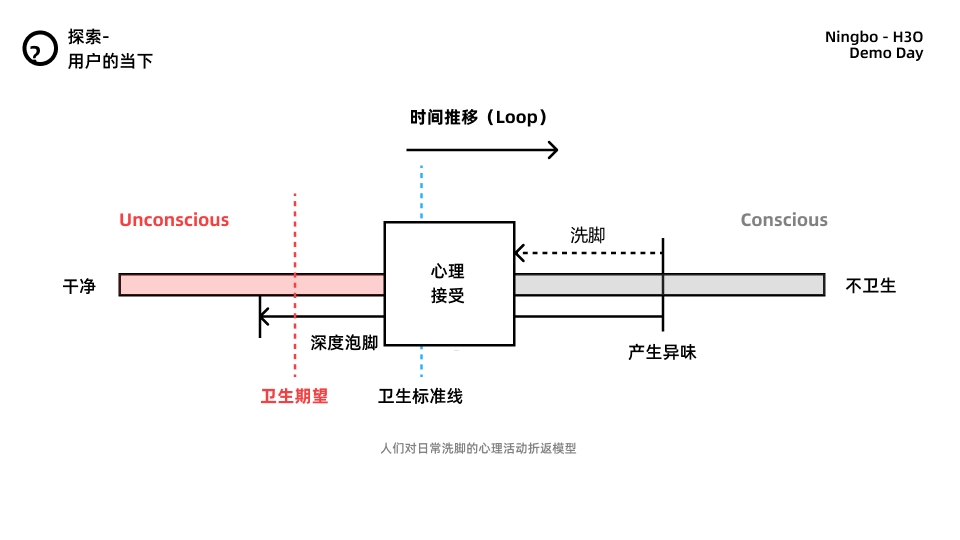 ?
探索-
用户的当下
Ningbo - H3O
Demo Day
时间推移（Loop）
Unconscious
Conscious
洗脚
心理
接受
干净
不卫生
深度泡脚
产生异味
卫生期望
卫生标准线
人们对日常洗脚的心理活动折返模型